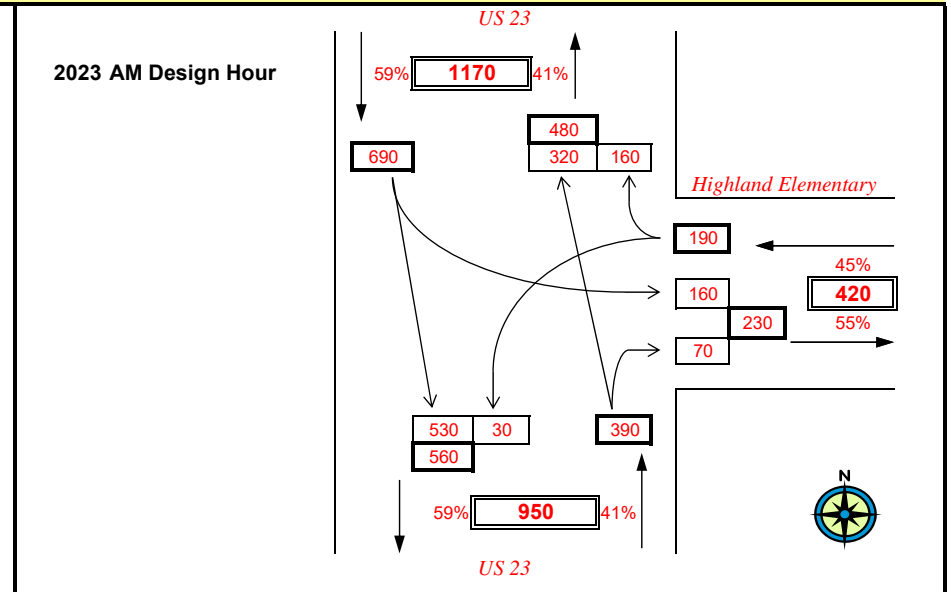 US 23
2023 AM Design Hour
59% 1170 41%
480
690 320 160
Highland Elementary
190
45%
160 420
230 55%
70
530 30 390
560
N
59% 950 41%
US 23